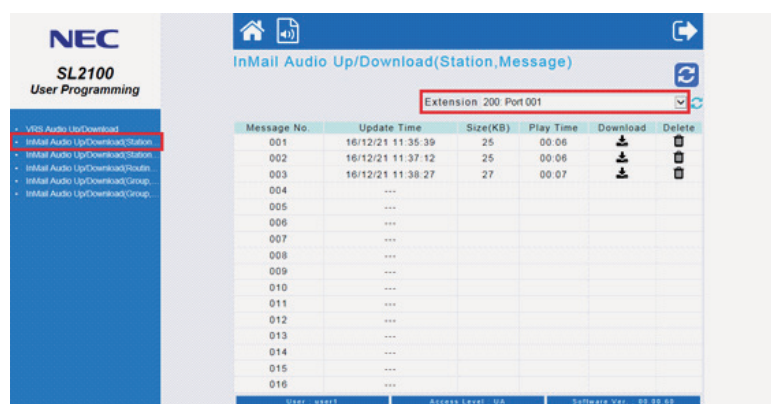 NEC
SL2100
User Programming
• VRS Audio Up/Download
• InMail Audio Up/Download(Station...
• InMail Audio Up/Download(Station...
• InMail Audio Up/Download(Routin...
• InMail Audio Up/Download(Group,...
• InMail Audio Up/Download(Group,...
InMail Audio Up/Download(Station,Message)
Extension 200: Port 001
Message No. Update Time Size(KB) Play Time Download Delete
001 16/12/21 11:35:39 25 00:06
002 16/12/21 11:37:12 25 00:06
003 16/12/21 11:38:27 27 00:07
004 ---
005 ---
006 ---
007 ---
008 ---
009 ---
010 ---
011 ---
012 ---
013 ---
014 ---
015 ---
016 ---
User user1 Access Level UA Software Ver. 00.00.60